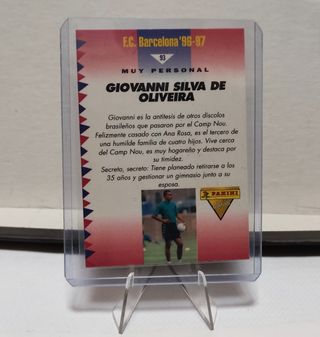 F.C. Barcelona '96-97
93
MUY PERSONAL
GIOVANNI SILVA DE
OLIVEIRA
Giovanni es la antítesis de otros díscolos
brasileños que pasaron por el Camp Nou.
Felizmente casado con Ana Rosa, es el tercero de
una humilde familia de cuatro hijos. Vive cerca
del Camp Nou, es muy hogareño y destaca por
su timidez.
Secreto, secreto: Tiene planeado retirarse a los
35 años y gestionar un gimnasio junto a su
esposa.
PANINI